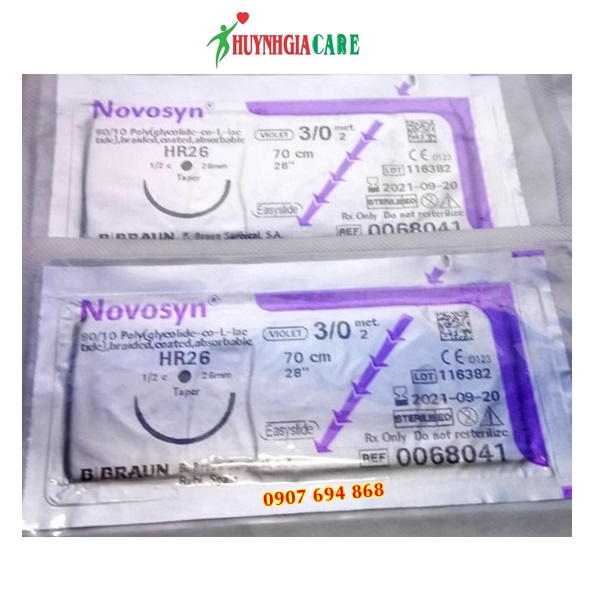 HUYNHGIACARE
Novosyn®
90/10 Poly(glycolide-co-L-lac
tide),braided,coated,absorbable
HR26
1/2 c 26mm
Taper
VIOLET 3/0 met. 2
70 cm
28"
Easyslide
CE 0123
LOT 116382
2021-09-20
STERILE EO
Rx Only Do not resterilize
REF 0068041
B|BRAUN B. Braun Surgical, S.A.
Novosyn®
90/10 Poly(glycolide-co-L-lac
tide),braided,coated,absorbable
HR26
1/2 c 26mm
Taper
VIOLET 3/0 met. 2
70 cm
28"
Easyslide
CE 0123
LOT 116382
2021-09-20
STERILE EO
Rx Only Do not resterilize
REF 0068041
B|BRAUN B. Braun
Rubi, Spain
0907 694 868